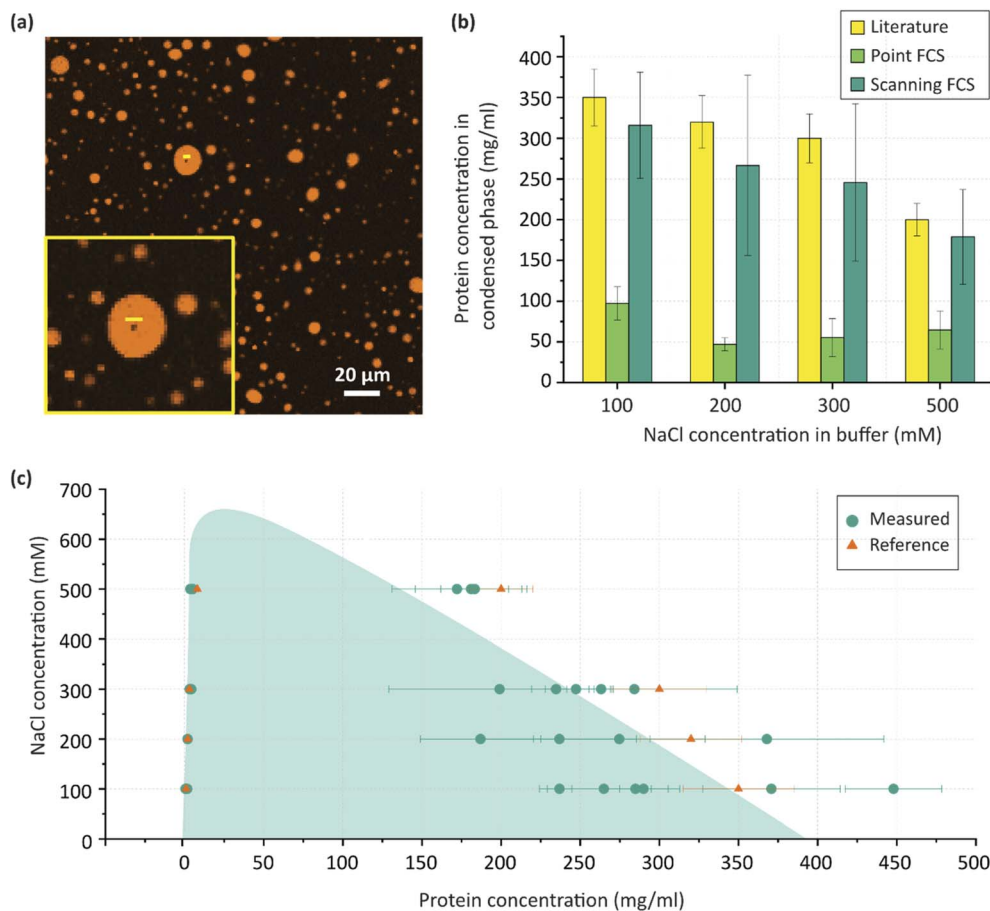 (a)
20 µm
(b)
Literature
Point FCS
Scanning FCS
Protein concentration in
condensed phase (mg/ml)
400
350
300
250
200
150
100
50
0
100 200 300 500
NaCl concentration in buffer (mM)
(c)
Measured
Reference
NaCl concentration (mM)
700
600
500
400
300
200
100
0
0 50 100 150 200 250 300 350 400 450 500
Protein concentration (mg/ml)